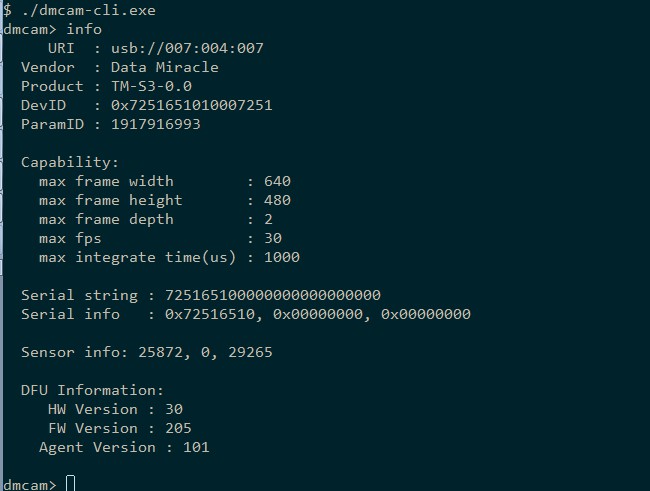 $ ./dmcam-cli.exe
dmcam> info
URI : usb://007:004:007
Vendor : Data Miracle
Product : TM-S3-0.0
DevID : 0x7251651010007251
ParamID : 1917916993
Capability:
max frame width : 640
max frame height : 480
max frame depth : 2
max fps : 30
max integrate time(us) : 1000
Serial string : 725165100000000000000000
Serial info : 0x72516510, 0x00000000, 0x00000000
Sensor info: 25872, 0, 29265
DFU Information:
HW Version : 30
FW Version : 205
Agent Version : 101
dmcam>